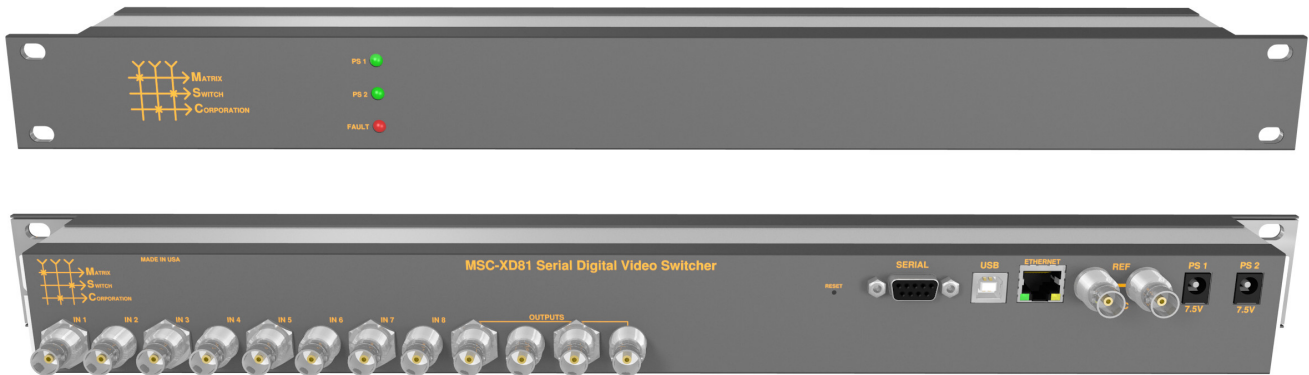 PS 1
MATRIX
SWITCH
PS 2
CORPORATION
FAULT
MADE IN USA
MSC-XD81 Serial Digital Video Switcher
MATRIX
SWITCH
CORPORATION
RESET
SERIAL
USB
ETHERNET
REF
PS 1
PS 2
7.5V
7.5V
IN 1
IN 2
IN 3
IN 4
IN 5
IN 6
IN 7
IN 8
OUTPUTS